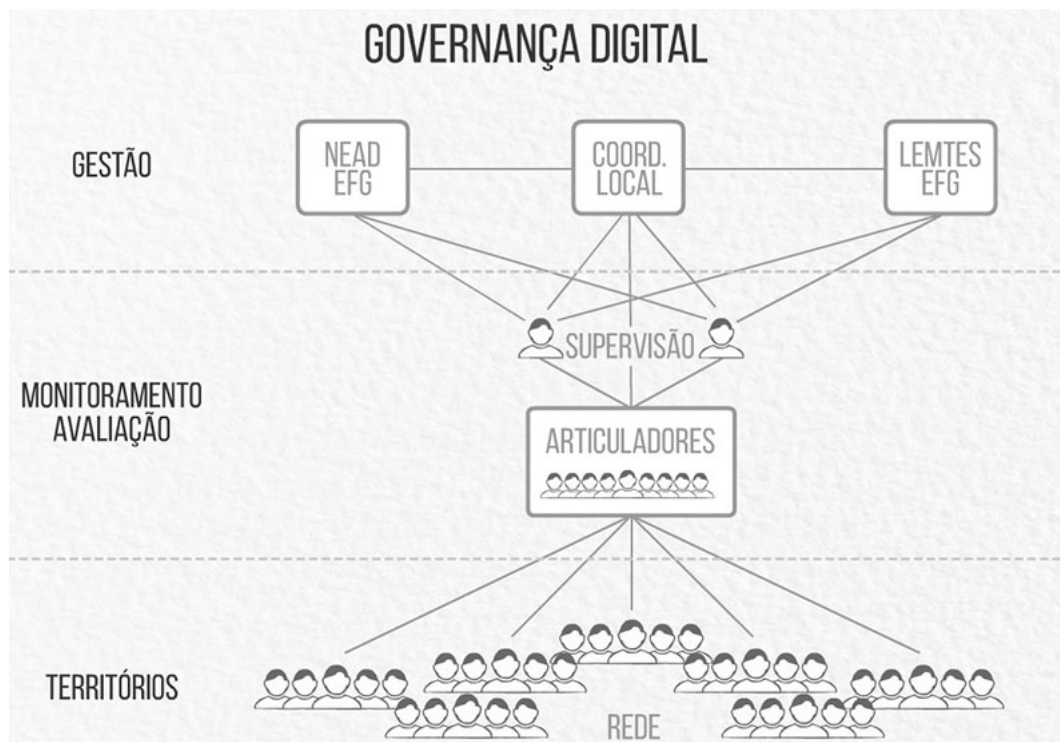 GOVERNANÇA DIGITAL
GESTÃO
NEAD
EFG
COORD.
LOCAL
LEMTES
EFG
MONITORAMENTO
AVALIAÇÃO
SUPERVISÃO
ARTICULADORES
TERRITÓRIOS
REDE